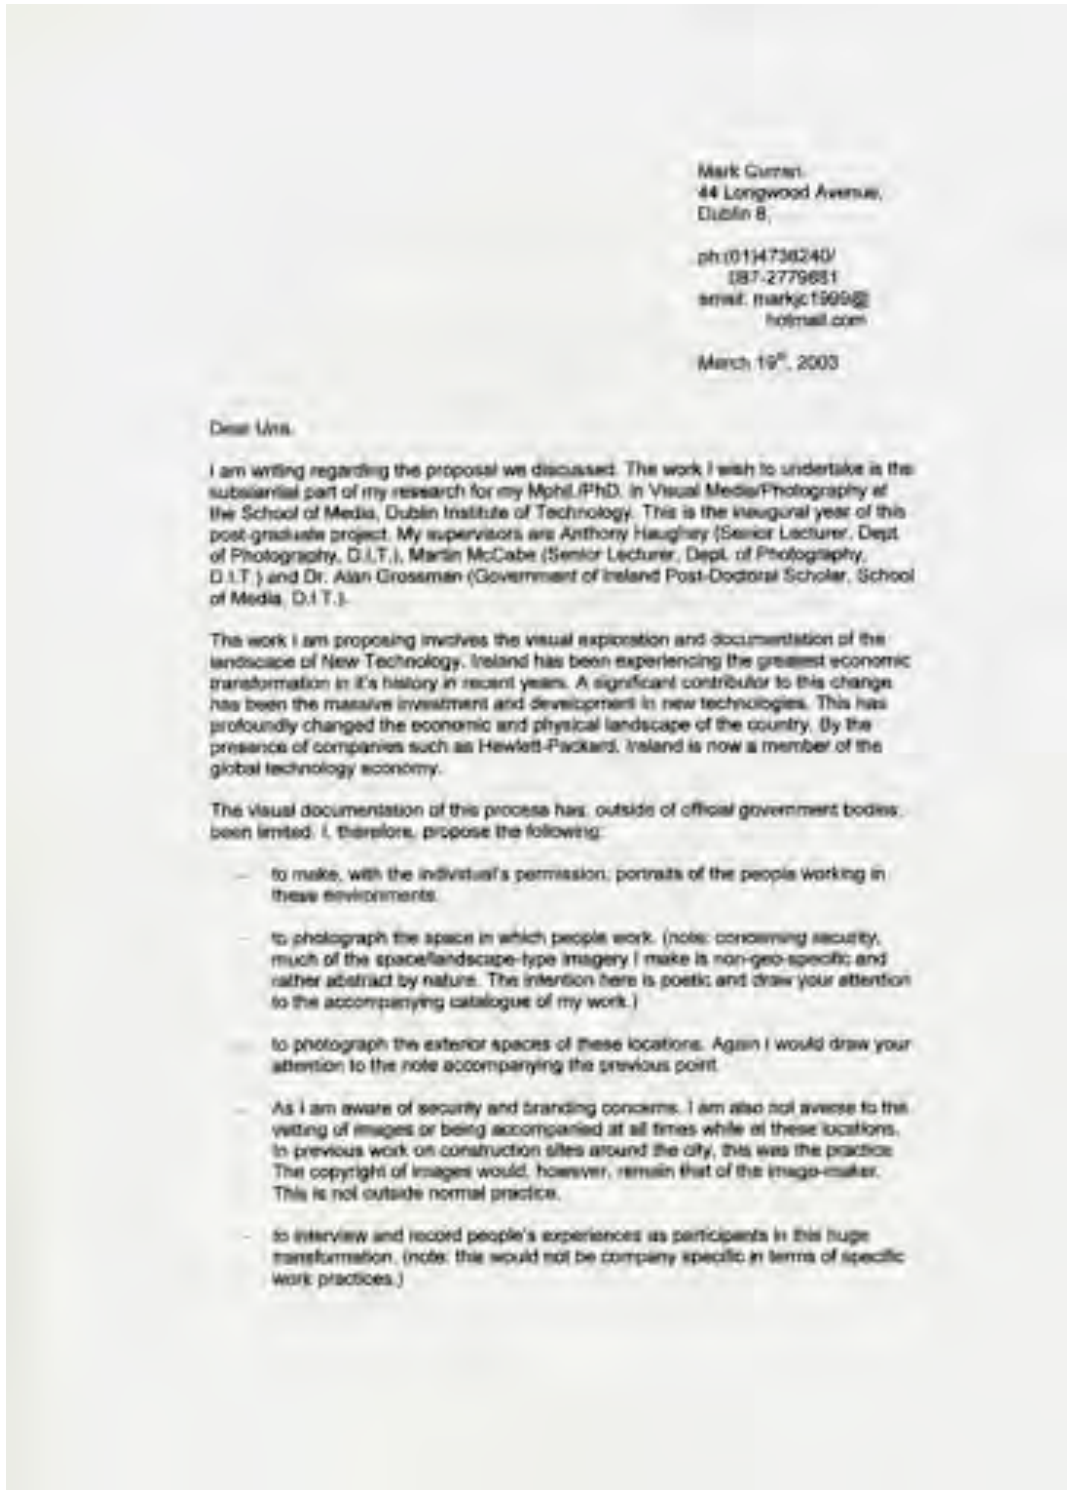 Mark Curran,
44 Longwood Avenue,
Dublin 8,
ph:(01)4736240/
087-2779681
email: markjc1999@
hotmail.com
March 19th, 2003
Dear Una,
I am writing regarding the proposal we discussed. The work I wish to undertake is the
substantial part of my research for my Mphil./PhD. in Visual Media/Photography at
the School of Media, Dublin Institute of Technology. This is the inaugural year of this
post-graduate project. My supervisors are Anthony Haughey (Senior Lecturer, Dept.
of Photography, D.I.T.), Martin McCabe (Senior Lecturer, Dept. of Photography,
D.I.T.) and Dr. Alan Grossman (Government of Ireland Post-Doctoral Scholar, School
of Media, D.I.T.).
The work I am proposing involves the visual exploration and documentation of the
landscape of New Technology. Ireland has been experiencing the greatest economic
transformation in it's history in recent years. A significant contributor to this change
has been the massive investment and development in new technologies. This has
profoundly changed the economic and physical landscape of the country. By the
presence of companies such as Hewlett-Packard, Ireland is now a member of the
global technology economy.
The visual documentation of this process has, outside of official government bodies,
been limited. I, therefore, propose the following:
– to make, with the individual's permission, portraits of the people working in
these environments.
– to photograph the space in which people work. (note: concerning security,
much of the space/landscape-type imagery I make is non-geo-specific and
rather abstract by nature. The intention here is poetic and draw your attention
to the accompanying catalogue of my work.)
– to photograph the exterior spaces of these locations. Again I would draw your
attention to the note accompanying the previous point.
– As I am aware of security and branding concerns, I am also not averse to the
vetting of images or being accompanied at all times while at these locations.
In previous work on construction sites around the city, this was the practice.
The copyright of images would, however, remain that of the image-maker.
This is not outside normal practice.
– to interview and record people's experiences as participants in this huge
transformation. (note: this would not be company specific in terms of specific
work practices.)